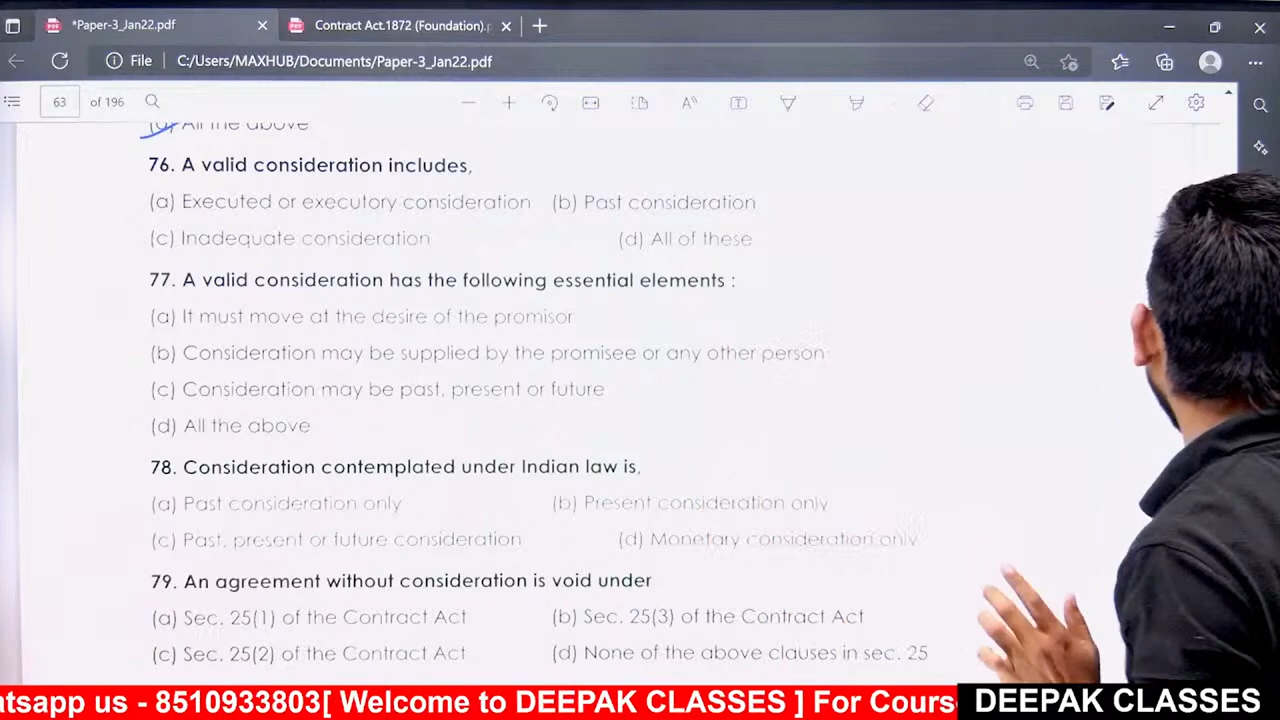 *Paper-3_Jan22.pdf
Contract Act.1872 (Foundation).
File C:/Users/MAXHUB/Documents/Paper-3_Jan22.pdf
63 of 196
(d) All the above
76. A valid consideration includes,
(a) Executed or executory consideration (b) Past consideration
(c) Inadequate consideration (d) All of these
77. A valid consideration has the following essential elements :
(a) It must move at the desire of the promisor
(b) Consideration may be supplied by the promisee or any other person
(c) Consideration may be past, present or future
(d) All the above
78. Consideration contemplated under Indian law is,
(a) Past consideration only (b) Present consideration only
(c) Past, present or future consideration (d) Monetary consideration only
79. An agreement without consideration is void under
(a) Sec. 25(1) of the Contract Act (b) Sec. 25(3) of the Contract Act
(c) Sec. 25(2) of the Contract Act (d) None of the above clauses in sec. 25
atsapp us - 8510933803[ Welcome to DEEPAK CLASSES ] For Cours
DEEPAK CLASSES